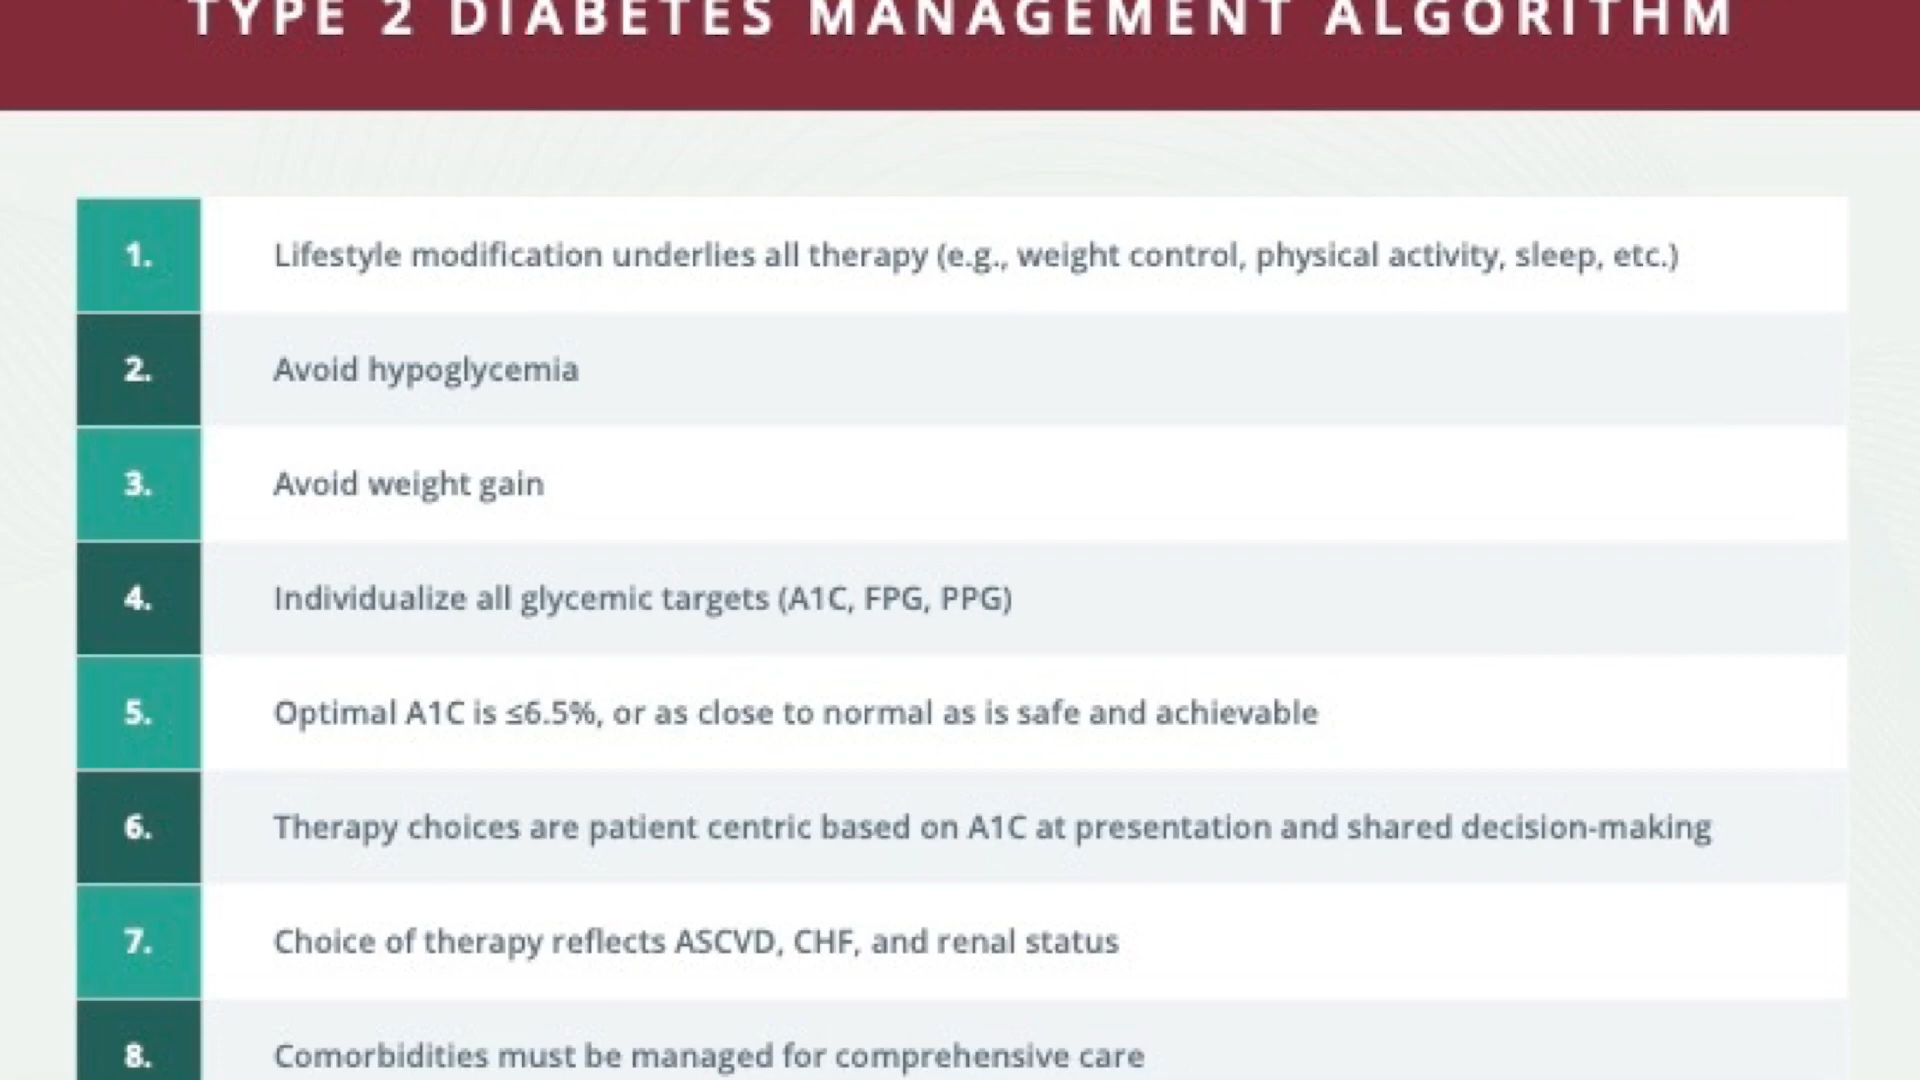 TYPE 2 DIABETES MANAGEMENT ALGORITHM
1. Lifestyle modification underlies all therapy (e.g., weight control, physical activity, sleep, etc.)
2. Avoid hypoglycemia
3. Avoid weight gain
4. Individualize all glycemic targets (A1C, FPG, PPG)
5. Optimal A1C is ≤6.5%, or as close to normal as is safe and achievable
6. Therapy choices are patient centric based on A1C at presentation and shared decision-making
7. Choice of therapy reflects ASCVD, CHF, and renal status
8. Comorbidities must be managed for comprehensive care